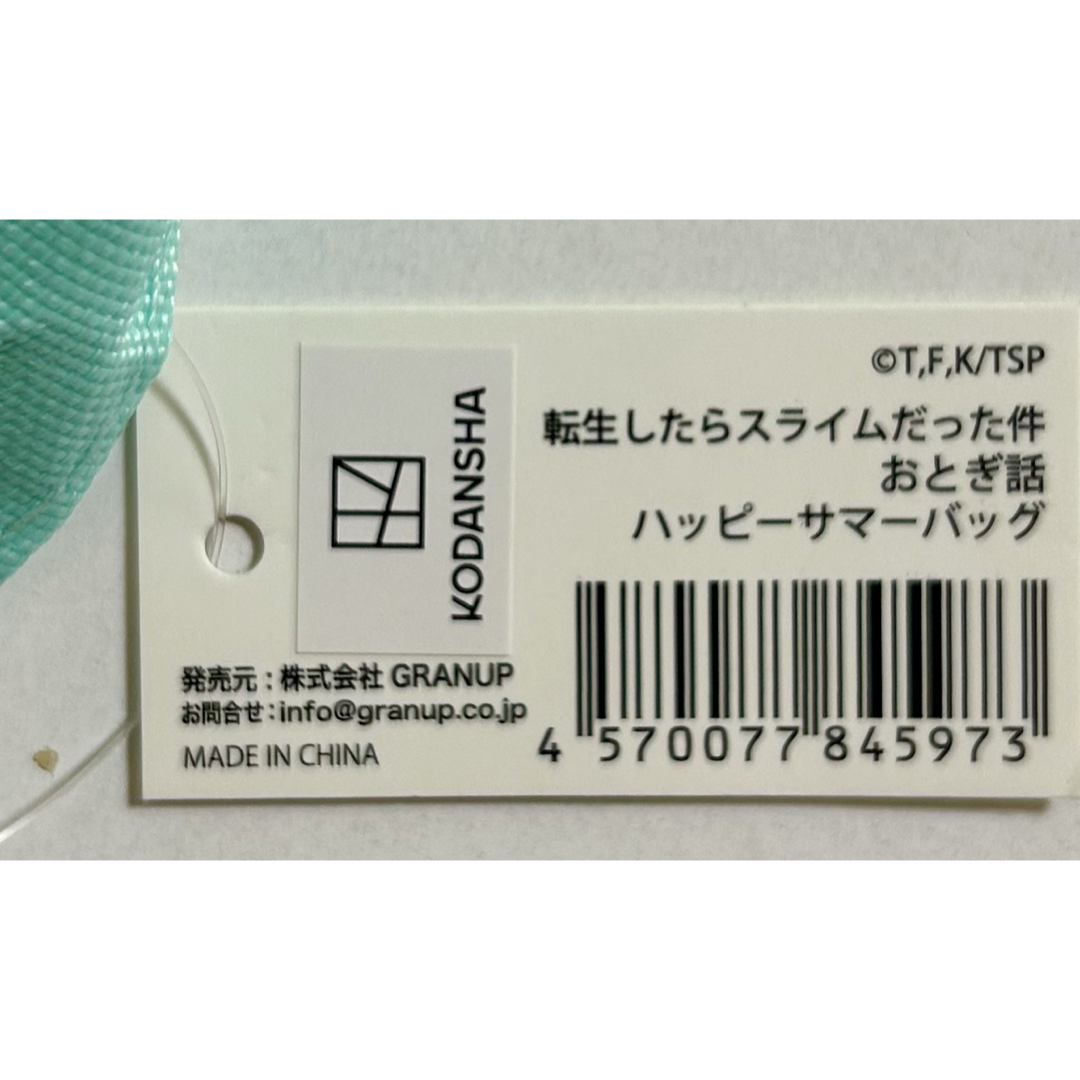 ©T,F,K/TSP
転生したらスライムだった件
おとぎ話
ハッピーサマーバッグ
KODANSHA
発売元：株式会社 GRANUP
お問合せ：info@granup.co.jp
MADE IN CHINA
4 570077 845973